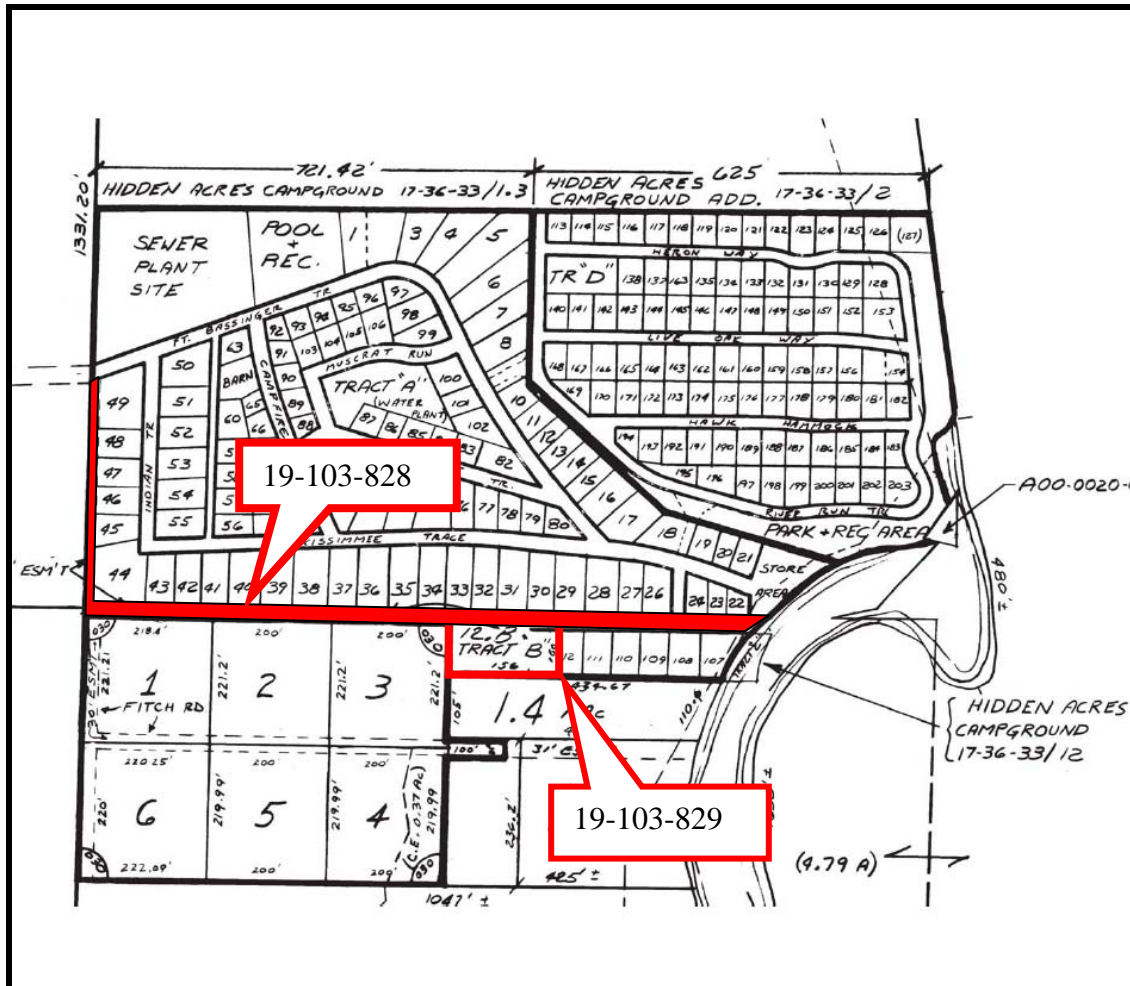 721.42'
625
HIDDEN ACRES CAMPGROUND 17-36-33/1.3
HIDDEN ACRES
CAMPGROUND ADD. 17-36-33/2
1331.20'
SEWER
PLANT
SITE
POOL
+
REC.
1 3 4 5
6
7
8
113 114 115 116 117 118 119 120 121 122 123 124 125 126 (127)
HERON WAY
TR "D"
138 137 163 135 134 133 132 131 130 129 128
140 141 142 143 144 145 146 147 148 149 150 151 152 153
LIVE OAK WAY
168 167 166 165 164 163 162 161 160 159 158 157 156 154
169 170 171 172 173 174 175 176 177 178 179 180 181 182
HAWK HAMMOCK
194 193 192 191 190 189 188 187 186 185 184 183
195 196 197 198 199 200 201 202 203
RIVER RUN TRL
PARK + REC AREA
A00-0020-
FT. BASSINGER TR
50 63 92 93 94 95 96 97
91 103 104 105 106 98
99
MUSCRAT RUN
CAMPFIRE
BARN
90
89
88
TRACT "A"
(WATER
PLANT)
100
101
102
87 86 85 83 82
49 51 60 65
66
48 52
47 53
46 54
45 55 56
INDIAN TR
10 11 12 13 14 15 16 17 18 19 20 21
TR.
77 78 79 80
19-103-828
KISSIMMEE TRACE
STORE
AREA
ESM'T
44 43 42 41 40 39 38 37 36 35 34 33 32 31 30 29 28 27 26 24 23 22
480'±
030 218.4' 200' 200' 030
12.B
TRACT B"
156
111 110 109 108 107
434.67
30' ESMT
221.21
1
221.2'
2
221.2'
3
221.2'
FITCH RD
105'
1.4
110.4
HIDDEN ACRES
CAMPGROUND
17-36-33/12
100'
31'
220.25' 200' 200'
220'
6
219.99'
5
219.99'
4
(C.E. 0.37 Ac)
219.99
236.2'
19-103-829
(4.79 A)
030 222.09' 200' 200' 030
425' ±
1047' ±